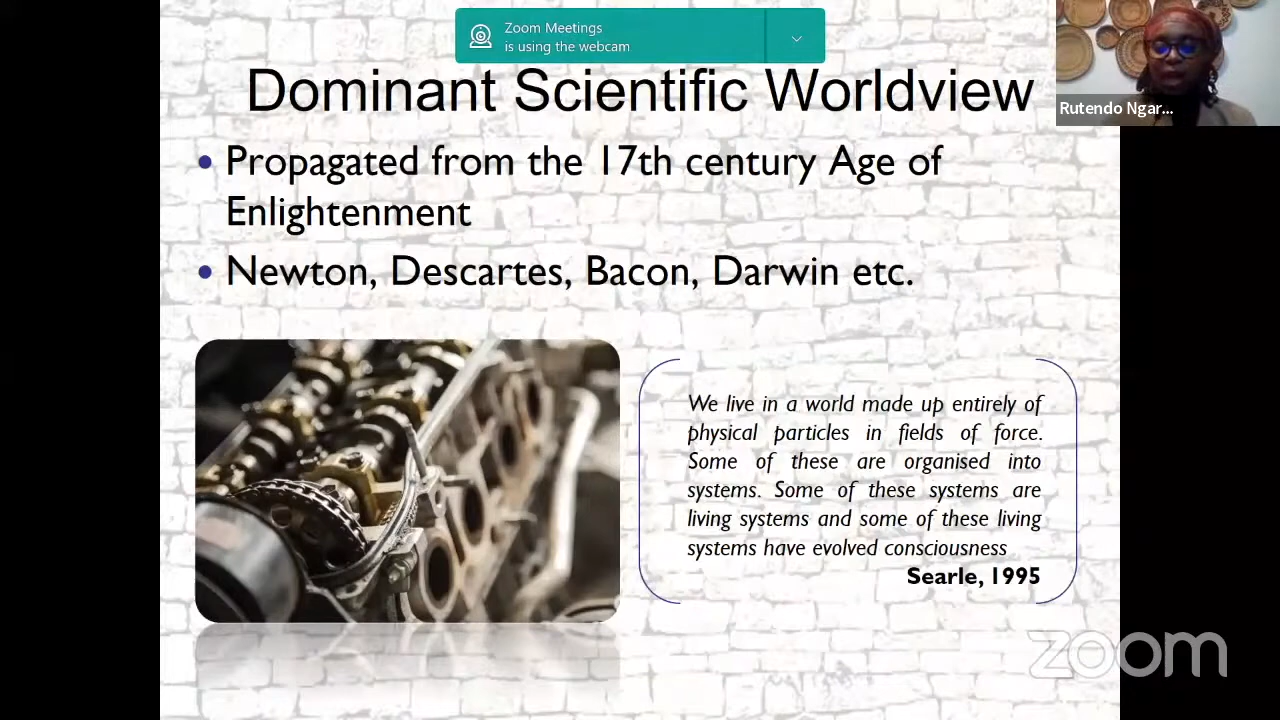 Zoom Meetings
is using the webcam
Dominant Scientific Worldview
Rutendo Ngar...
• Propagated from the 17th century Age of
Enlightenment
• Newton, Descartes, Bacon, Darwin etc.
We live in a world made up entirely of
physical particles in fields of force.
Some of these are organised into
systems. Some of these systems are
living systems and some of these living
systems have evolved consciousness
Searle, 1995
zoom